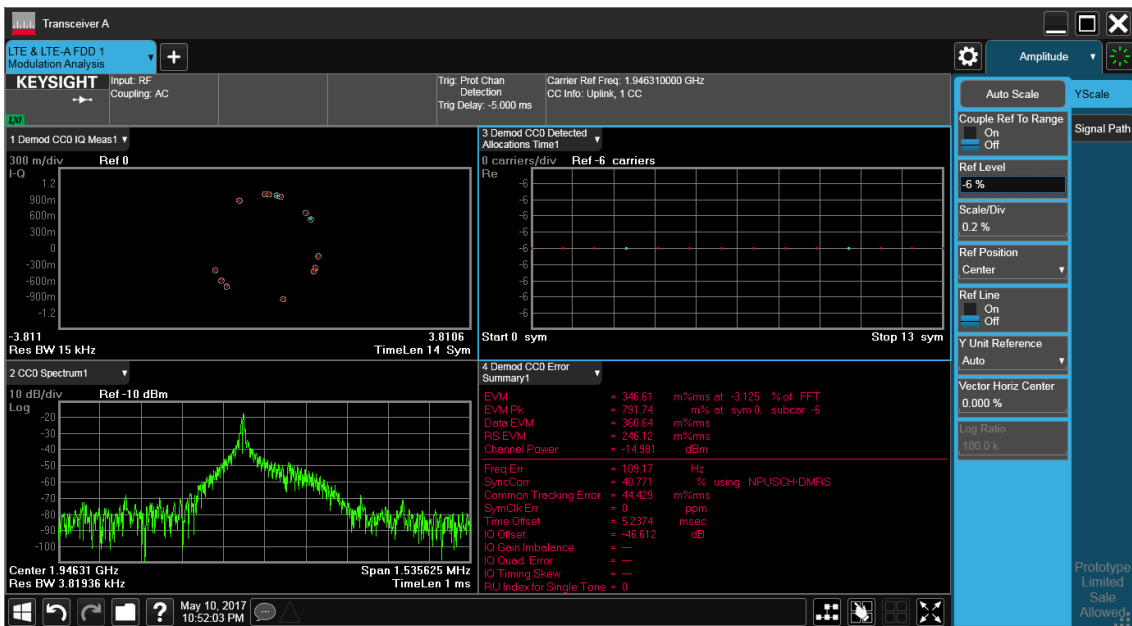 Transceiver A
LTE & LTE-A FDD 1
Modulation Analysis
Amplitude
KEYSIGHT
LXI
Input: RF
Coupling: AC
Trig: Prot Chan
Detection
Trig Delay: -5.000 ms
Carrier Ref Freq: 1.946310000 GHz
CC Info: Uplink, 1 CC
1 Demod CC0 IQ Meas1
300 m/div
Ref 0
I-Q
1.2
900m
600m
300m
0
-300m
-600m
-900m
-1.2
-3.811
3.8106
Res BW 15 kHz
TimeLen 14 Sym
3 Demod CC0 Detected
Allocations Time1
0 carriers/div
Ref -6 carriers
Re
-6
-6
-6
-6
-6
-6
-6
-6
-6
Start 0 sym
Stop 13 sym
2 CC0 Spectrum1
10 dB/div
Ref -10 dBm
Log
-20
-30
-40
-50
-60
-70
-80
-90
-100
Center 1.94631 GHz
Span 1.535625 MHz
Res BW 3.81936 kHz
TimeLen 1 ms
4 Demod CC0 Error
Summary1
EVM = 346.61 m%rms at -3.125 % of FFT
EVM Pk = 791.74 m% at sym 0, subcar -6
Data EVM = 360.64 m%rms
RS EVM = 246.12 m%rms
Channel Power = -14.981 dBm
Freq Err = 109.17 Hz
SyncCorr = 40.771 % using NPUSCH-DMRS
Common Tracking Error = 44.429 m%rms
SymClk Err = 0 ppm
Time Offset = 5.2374 msec
IQ Offset = -46.612 dB
IQ Gain Imbalance = —
IQ Quad. Error = —
IQ Timing Skew = —
RU Index for Single Tone = 0
Auto Scale
Couple Ref To Range
On
Off
Ref Level
-6 %
Scale/Div
0.2 %
Ref Position
Center
Ref Line
On
Off
Y Unit Reference
Auto
Vector Horiz Center
0.000 %
Log Ratio
100.0 k
YScale
Signal Path
Prototype
Limited
Sale
Allowed
?
May 10, 2017
10:52:03 PM